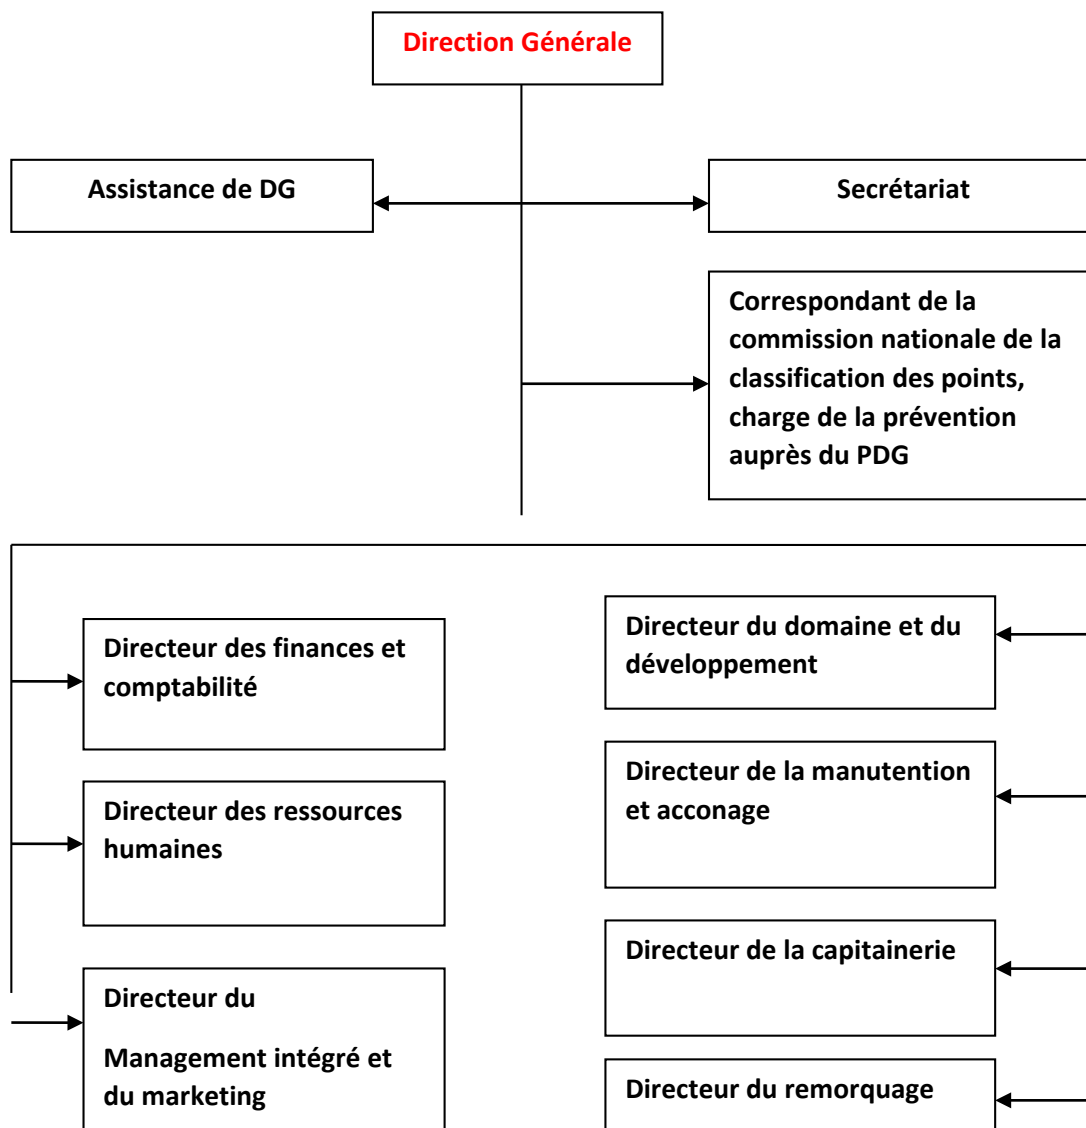 Direction Générale
Assistance de DG
Secrétariat
Correspondant de la
commission nationale de la
classification des points,
charge de la prévention
auprès du PDG
Directeur des finances et
comptabilité
Directeur des ressources
humaines
Directeur du
Management intégré et
du marketing
Directeur du domaine et du
développement
Directeur de la manutention
et acconage
Directeur de la capitainerie
Directeur du remorquage